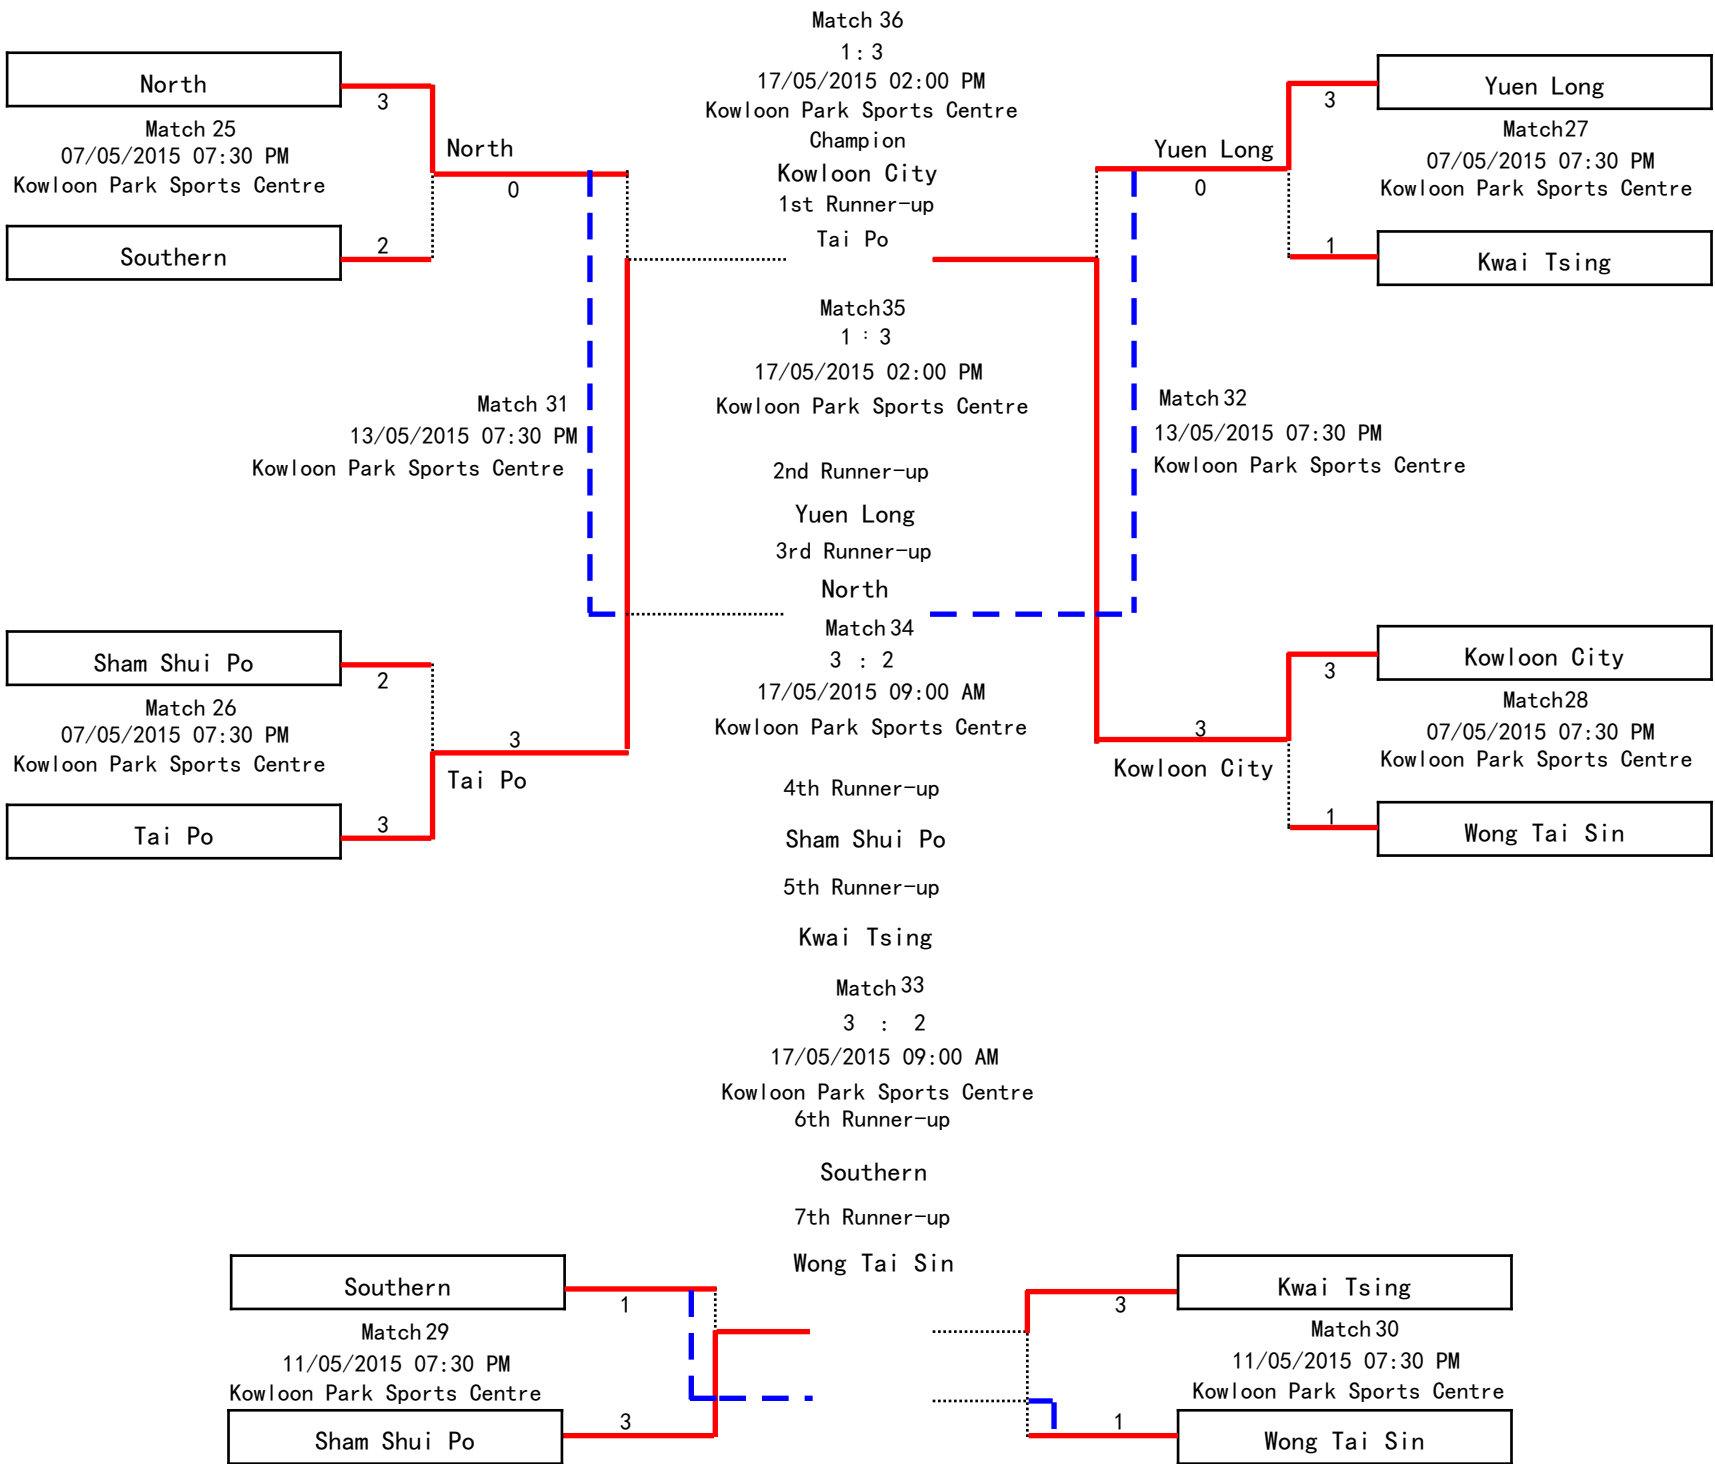 North
3
Match 25
07/05/2015 07:30 PM
Kowloon Park Sports Centre
North
0
2
Southern
Match 31
13/05/2015 07:30 PM
Kowloon Park Sports Centre
Sham Shui Po
2
Match 26
07/05/2015 07:30 PM
Kowloon Park Sports Centre
3
Tai Po
3
Tai Po
Match 36
1 : 3
17/05/2015 02:00 PM
Kowloon Park Sports Centre
Champion
Kowloon City
1st Runner-up
Tai Po
Match 35
1 : 3
17/05/2015 02:00 PM
Kowloon Park Sports Centre
2nd Runner-up
Yuen Long
3rd Runner-up
North
Match 34
3 : 2
17/05/2015 09:00 AM
Kowloon Park Sports Centre
4th Runner-up
Sham Shui Po
5th Runner-up
Kwai Tsing
Match 33
3 : 2
17/05/2015 09:00 AM
Kowloon Park Sports Centre
6th Runner-up
Southern
7th Runner-up
Wong Tai Sin
Yuen Long
3
Match27
07/05/2015 07:30 PM
Kowloon Park Sports Centre
Yuen Long
0
1
Kwai Tsing
Match 32
13/05/2015 07:30 PM
Kowloon Park Sports Centre
Kowloon City
3
Match28
07/05/2015 07:30 PM
Kowloon Park Sports Centre
3
Kowloon City
1
Wong Tai Sin
Southern
1
Match 29
11/05/2015 07:30 PM
Kowloon Park Sports Centre
3
Sham Shui Po
Kwai Tsing
3
Match 30
11/05/2015 07:30 PM
Kowloon Park Sports Centre
1
Wong Tai Sin